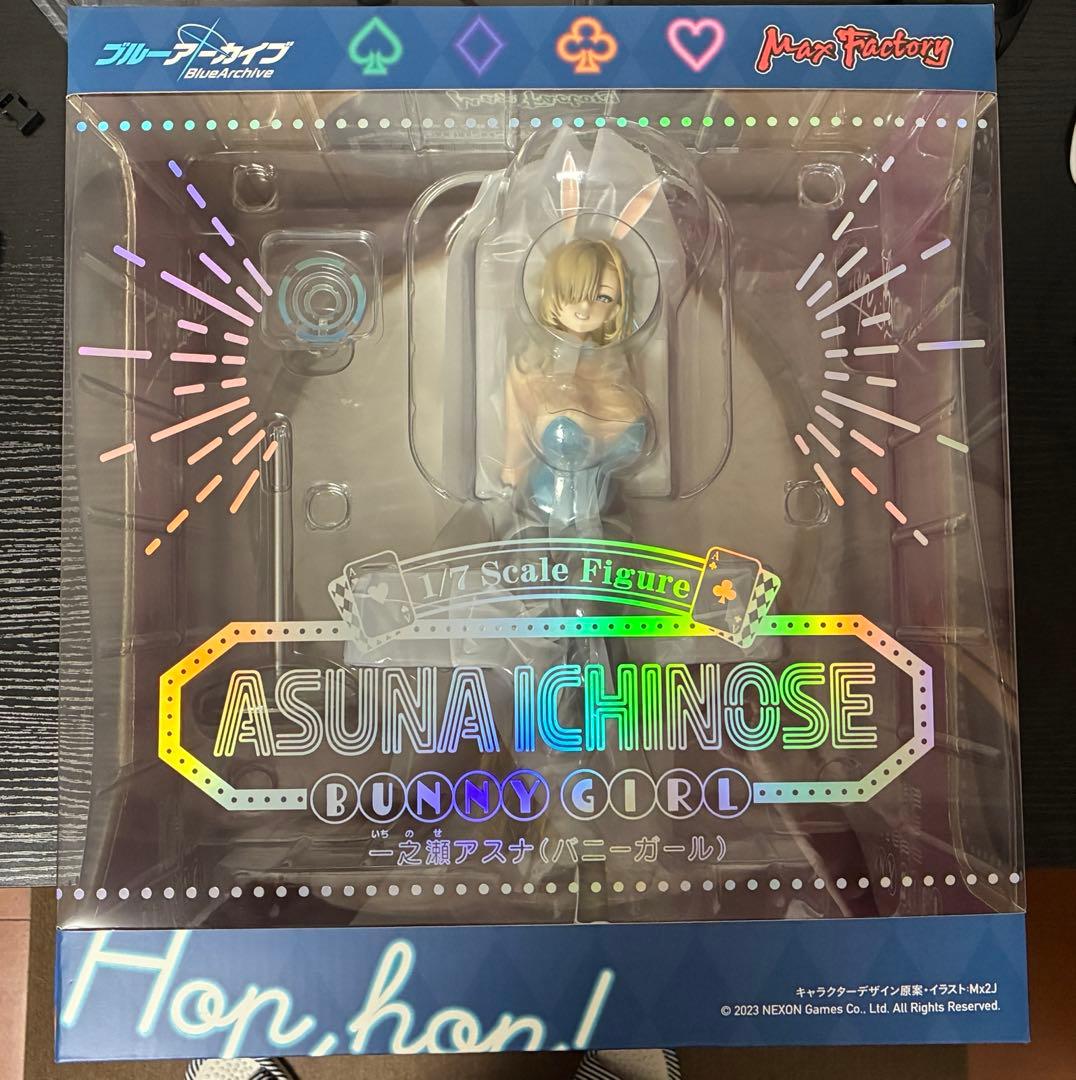 ブルーアーカイブ
BlueArchive
Max Factory
1/7 Scale Figure
A
A
ASUNA ICHINOSE
BUNNY GIRL
いちのせ
一之瀬アスナ(バニーガール)
Hop, hop!
キャラクターデザイン原案・イラスト:Mx2J
© 2023 NEXON Games Co., Ltd. All Rights Reserved.